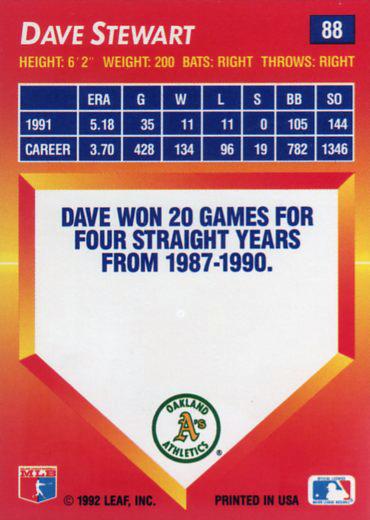 DAVE STEWART 88
HEIGHT: 6'2" WEIGHT: 200 BATS: RIGHT THROWS: RIGHT
ERA G W L S BB SO
1991 5.18 35 11 11 0 105 144
CAREER 3.70 428 134 96 19 782 1346
DAVE WON 20 GAMES FOR
FOUR STRAIGHT YEARS
FROM 1987-1990.
OAKLAND
A's
ATHLETICS ®
MLB
© 1992 LEAF, INC. PRINTED IN USA